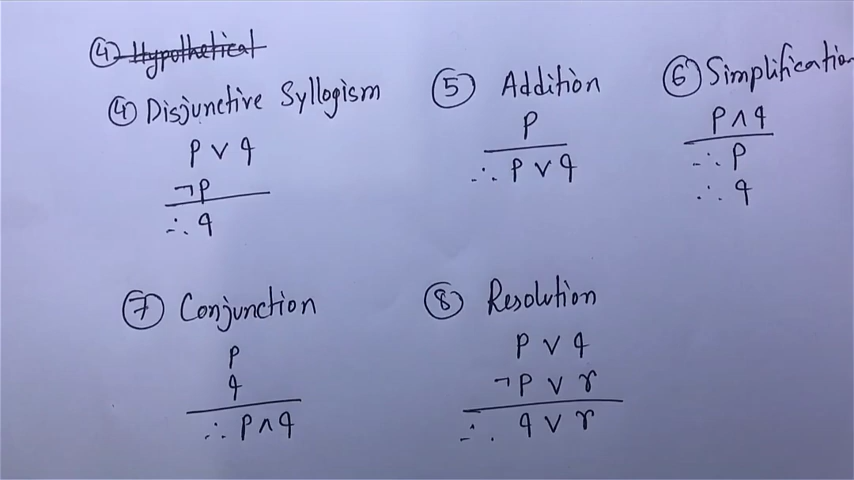 ④ Hypothetical
④ Disjunctive Syllogism
p ∨ q
¬p
∴ q
⑤ Addition
p
∴ p ∨ q
⑥ Simplification
p ∧ q
∴ p
∴ q
⑦ Conjunction
p
q
∴ p ∧ q
⑧ Resolution
p ∨ q
¬p ∨ r
∴ q ∨ r